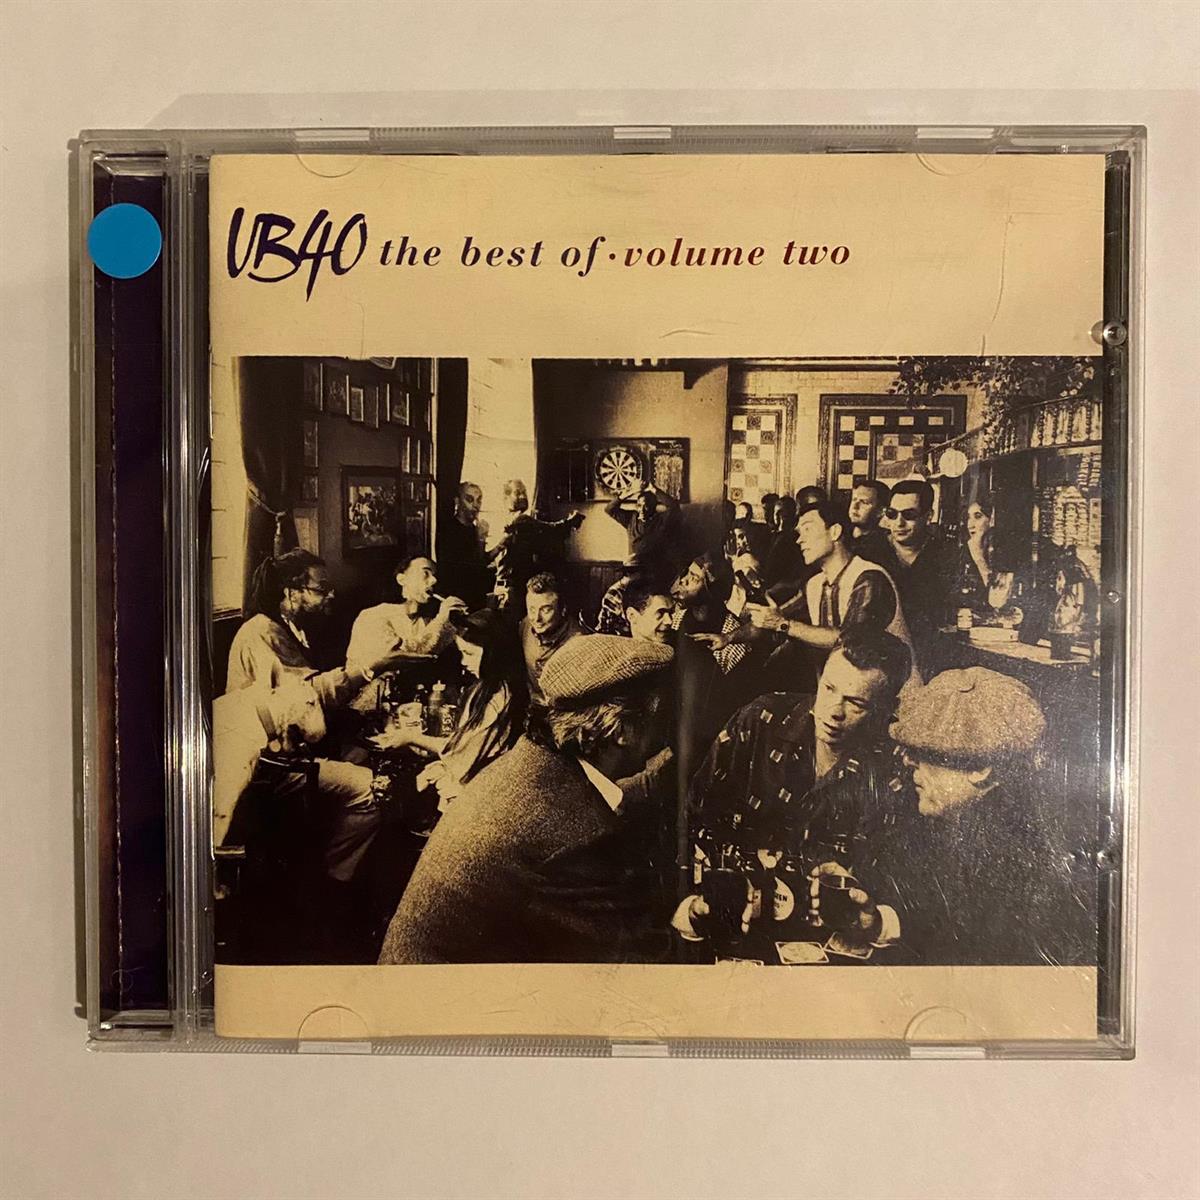 UB40 the best of · volume two